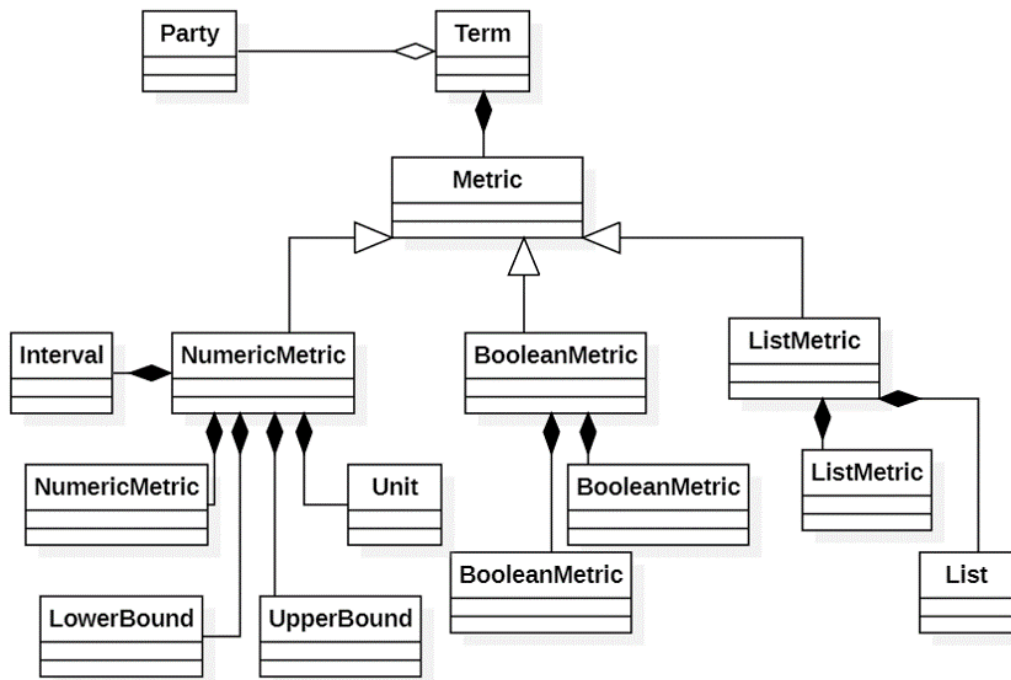 Party
Term
Metric
Interval
NumericMetric
BooleanMetric
ListMetric
NumericMetric
Unit
BooleanMetric
ListMetric
BooleanMetric
List
LowerBound
UpperBound